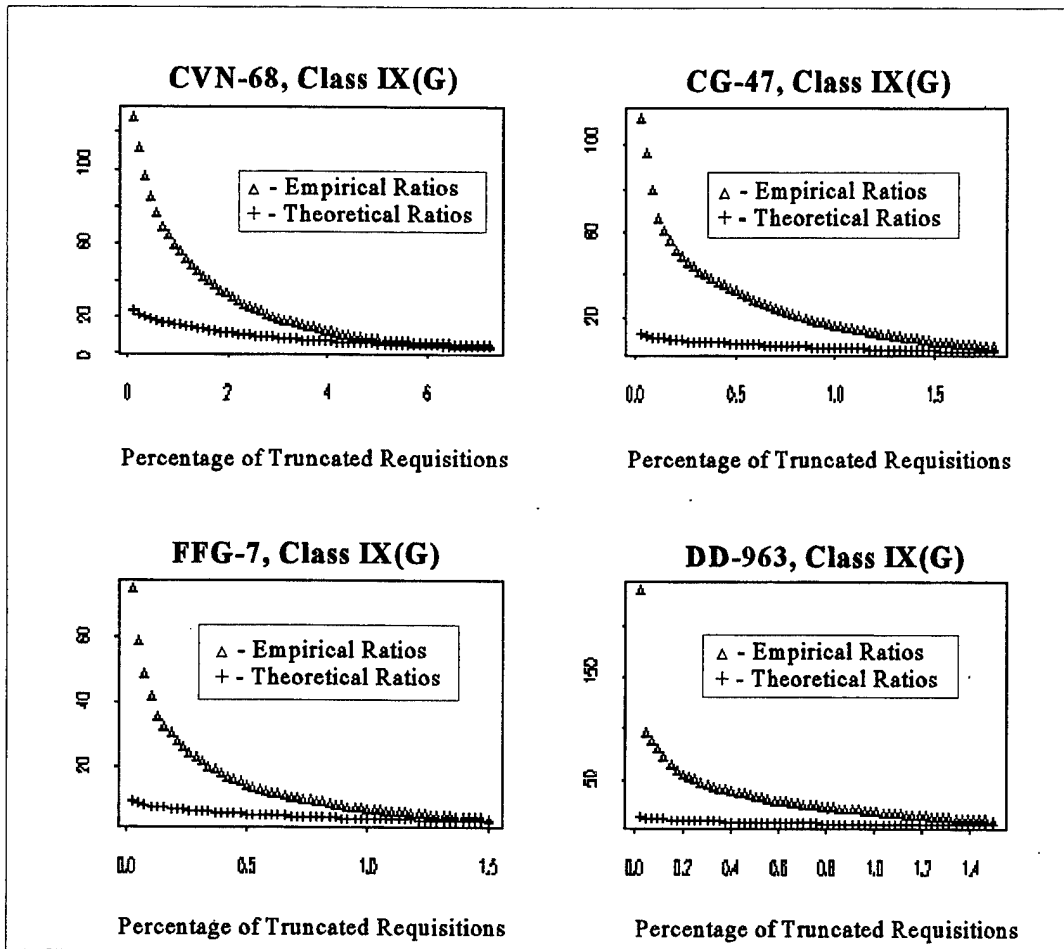 CVN-68, Class IX(G)
100
60
20
0
△ - Empirical Ratios
+ - Theoretical Ratios
0 2 4 6
Percentage of Truncated Requisitions
CG-47, Class IX(G)
100
60
20
△ - Empirical Ratios
+ - Theoretical Ratios
0.0 0.5 1.0 1.5
Percentage of Truncated Requisitions
FFG-7, Class IX(G)
60
40
20
△ - Empirical Ratios
+ - Theoretical Ratios
0.0 0.5 1.0 1.5
Percentage of Truncated Requisitions
DD-963, Class IX(G)
150
50
△ - Empirical Ratios
+ - Theoretical Ratios
0.0 0.2 0.4 0.6 0.8 1.0 1.2 1.4
Percentage of Truncated Requisitions